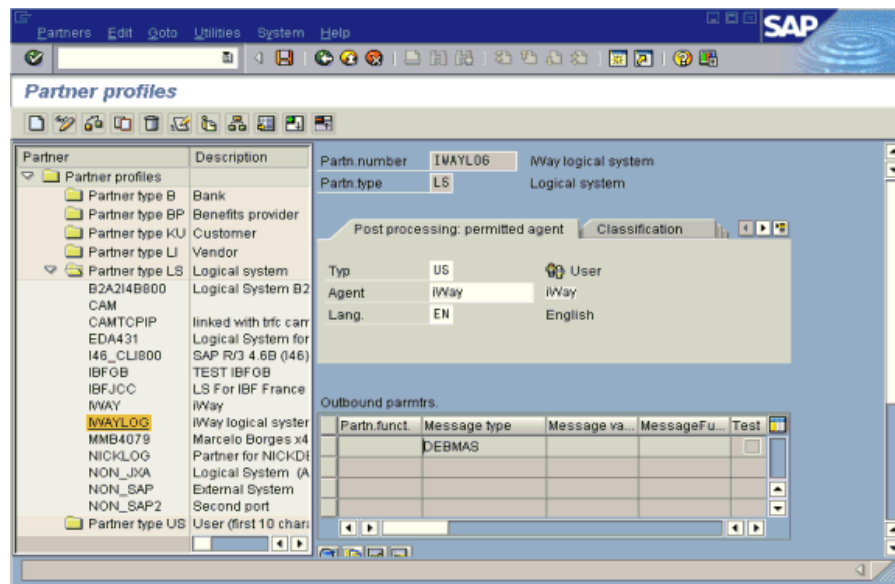 Partners Edit Goto Utilities System Help
SAP
Partner profiles
Partner Description
Partner profiles
Partner type B Bank
Partner type BP Benefits provider
Partner type KU Customer
Partner type LI Vendor
Partner type LS Logical system
B2A2I4B800 Logical System B2
CAM
CAMTCPIP linked with trfc cam
EDA431 Logical System for
I46_CLI800 SAP R/3 4.6B (I46)
IBFGB TEST IBFGB
IBFJCC LS For IBF France
IWAY iWay
IWAYLOG iWay logical syster
MMB4079 Marcelo Borges x4
NICKLOG Partner for NICKDE
NON_JXA Logical System (A
NON_SAP External System
NON_SAP2 Second port
Partner type US User (first 10 chara
Partn.number IWAYLOG iWay logical system
Partn.type LS Logical system
Post processing: permitted agent Classification
Typ US User
Agent iWay iWay
Lang. EN English
Outbound parmtrs.
Partn.funct. Message type Message va... MessageFu... Test
DEBMAS